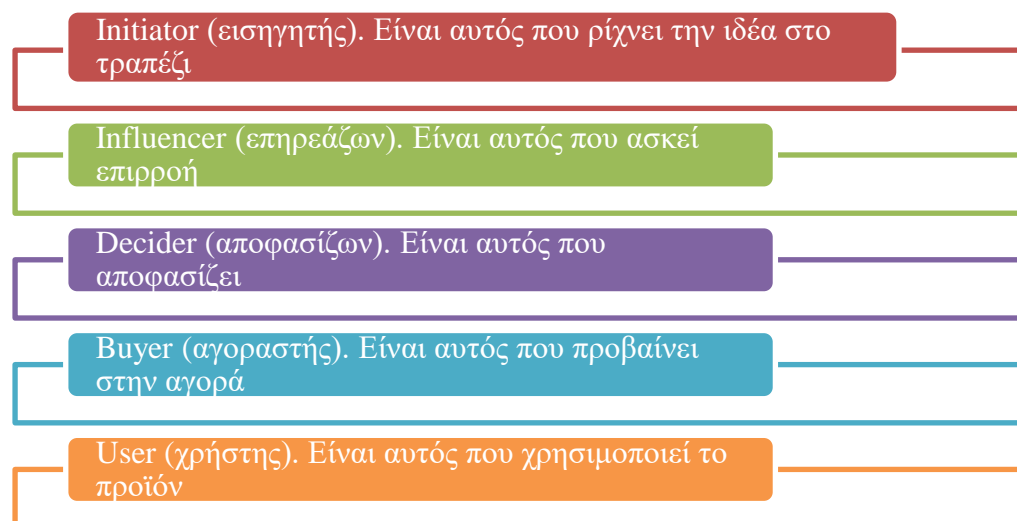 Initiator (εισηγητής). Είναι αυτός που ρίχνει την ιδέα στο
τραπέζι
Influencer (επηρεάζων). Είναι αυτός που ασκεί
επιρροή
Decider (αποφασίζων). Είναι αυτός που
αποφασίζει
Buyer (αγοραστής). Είναι αυτός που προβαίνει
στην αγορά
User (χρήστης). Είναι αυτός που χρησιμοποιεί το
προϊόν